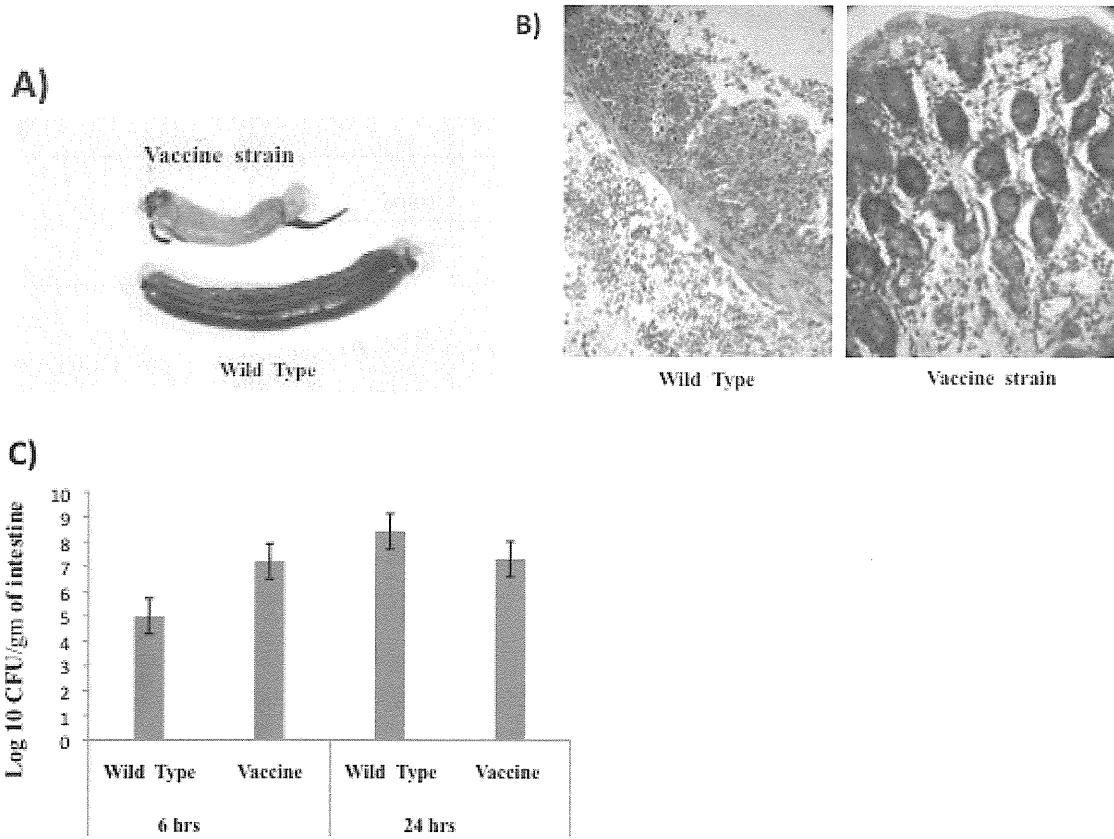 A)
Vaccine strain
Wild Type
B)
Wild Type
Vaccine strain
C)
Log 10 CFU/gm of intestine
10
9
8
7
6
5
4
3
2
1
0
Wild Type
Vaccine
Wild Type
Vaccine
6 hrs
24 hrs